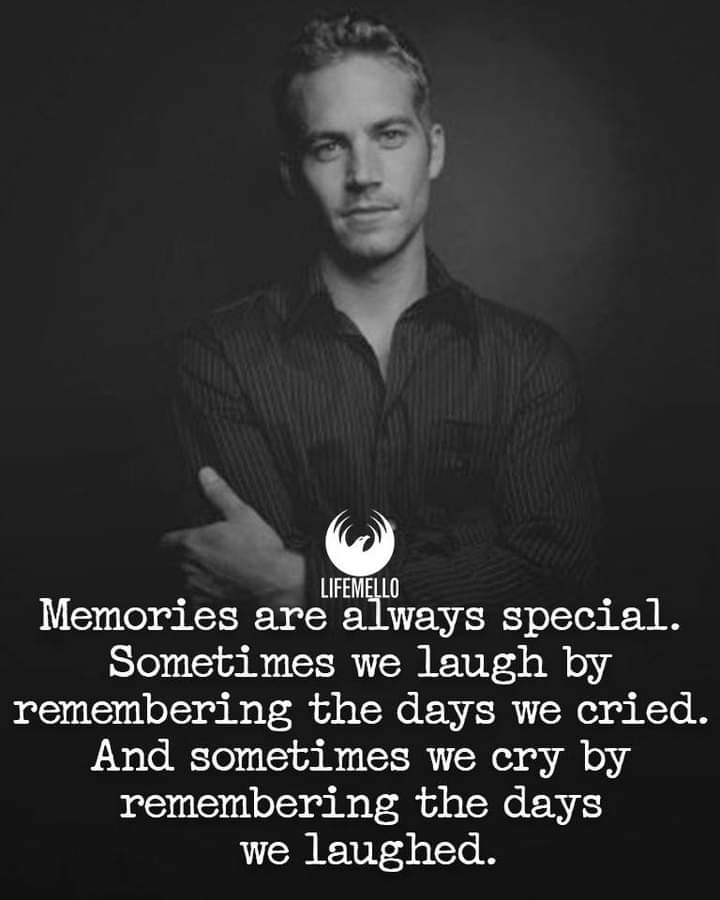 LIFEMELLO
Memories are always special.
Sometimes we laugh by
remembering the days we cried.
And sometimes we cry by
remembering the days
we laughed.